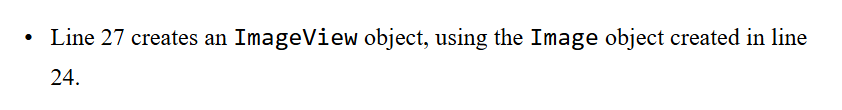 • Line 27 creates an ImageView object, using the Image object created in line
24.